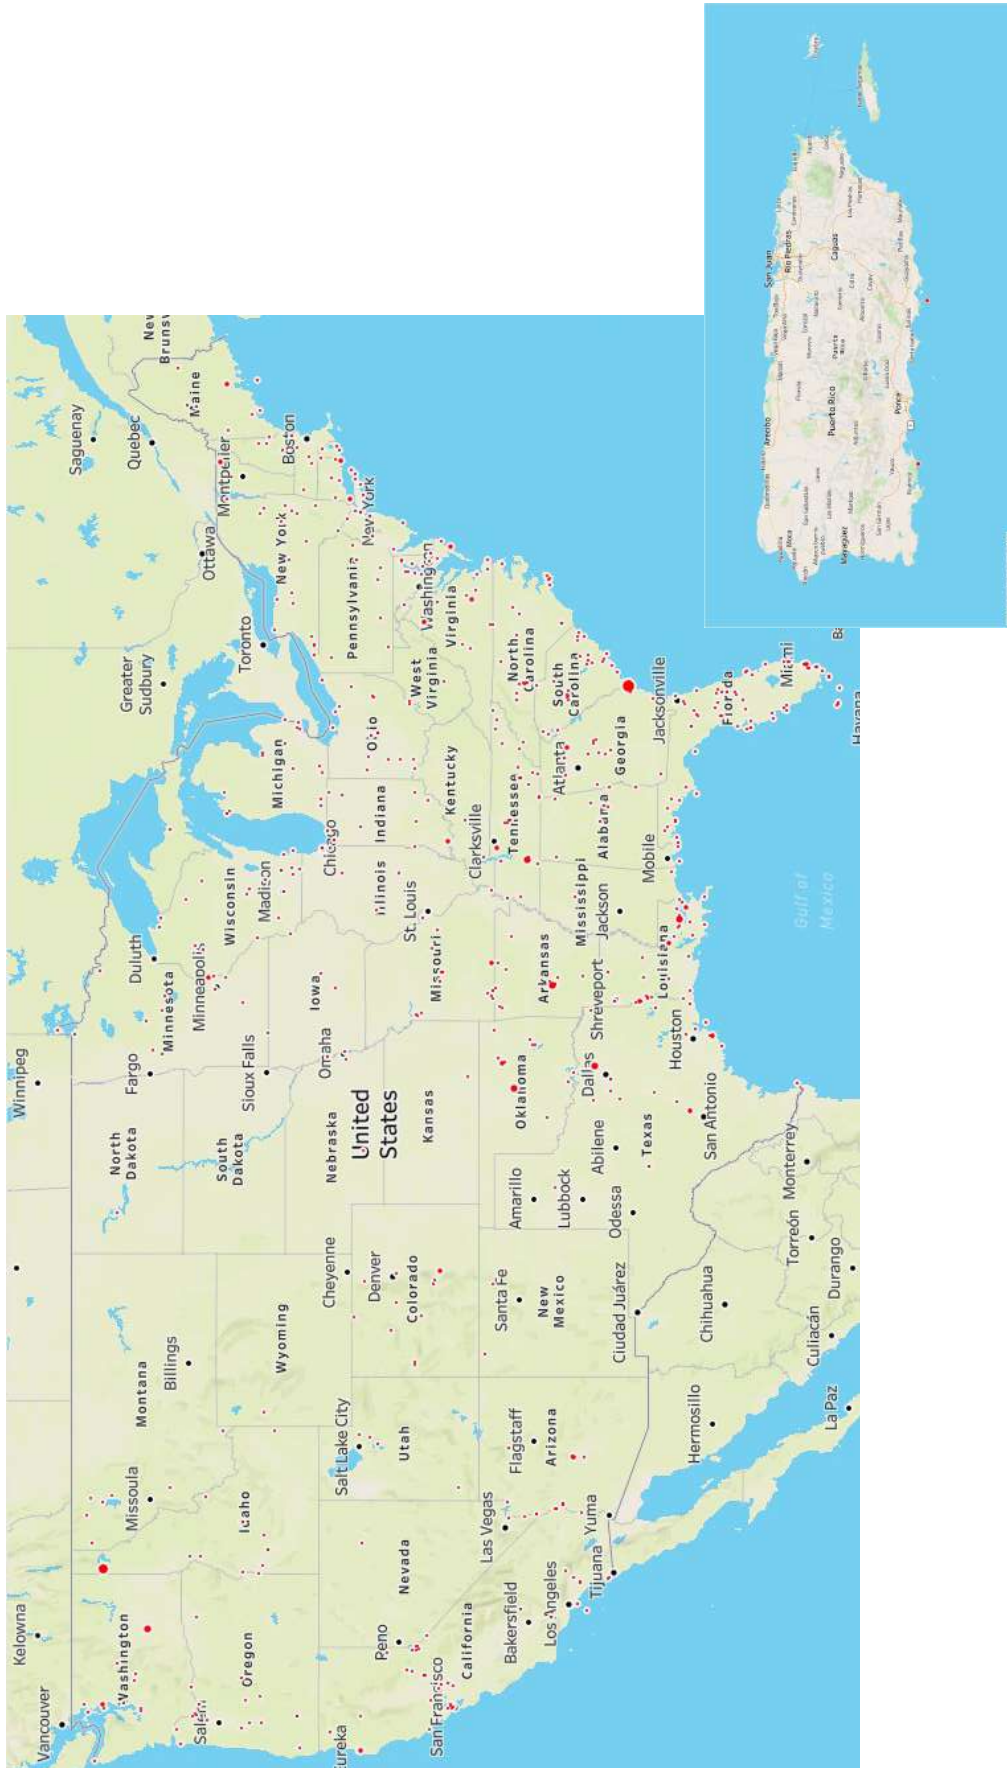 Vancouver
Kelowna
Winnipeg
Saguenay
Quebec
New
Brunsw
Greater
Sudbury
Ottawa
Toronto
Washington
Missoula
Montana
North
Dakota
Fargo
Duluth
Minnesota
Maine
Montpelier
Salem
Oregon
Idaho
Billings
Wyoming
South
Dakota
Sioux Falls
Minneapolis
Wisconsin
Madison
Michigan
New York
Boston
Eureka
Reno
Nevada
Salt Lake City
Utah
Cheyenne
Denver
Colorado
Nebraska
United
States
Kansas
Omaha
Iowa
Chicago
Illinois
Indiana
Ohio
Pennsylvania
New York
San Francisco
California
Las Vegas
St. Louis
Missouri
Kentucky
West
Virginia
Virginia
Washington
Bakersfield
Los Angeles
Flagstaff
Arizona
Santa Fe
New
Mexico
Amarillo
Lubbock
Oklahoma
Arkansas
Clarksville
Tennessee
North
Carolina
South
Carolina
Tijuana
Yuma
Ciudad Juárez
Odessa
Abilene
Dallas
Texas
Shreveport
Mississippi
Jackson
Alabama
Atlanta
Georgia
Hermosillo
Chihuahua
San Antonio
Houston
Louisiana
Mobile
Jacksonville
Florida
Miami
La Paz
Culiacán
Durango
Torreón
Monterrey
Gulf of
Mexico
Havana
Ba
San Juan
Río Piedras
Arecibo
Caguas
Puerto Rico
Puerto
Rico
Ponce
Mayagüez
Moca